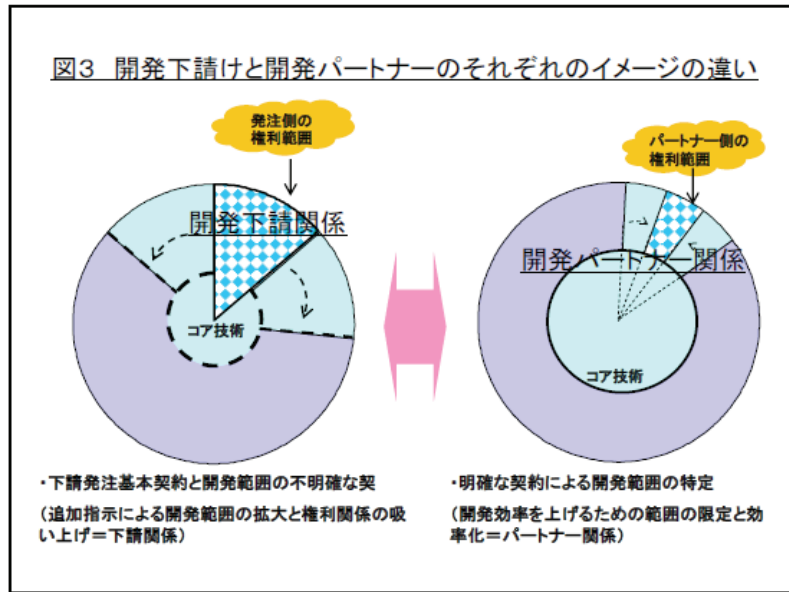 図3 開発下請けと開発パートナーのそれぞれのイメージの違い
発注側の
権利範囲
パートナー側の
権利範囲
開発下請関係
開発パートナー関係
コア技術
コア技術
・下請発注基本契約と開発範囲の不明確な契
（追加指示による開発範囲の拡大と権利関係の吸
い上げ＝下請関係）
・明確な契約による開発範囲の特定
（開発効率を上げるための範囲の限定と効
率化＝パートナー関係）